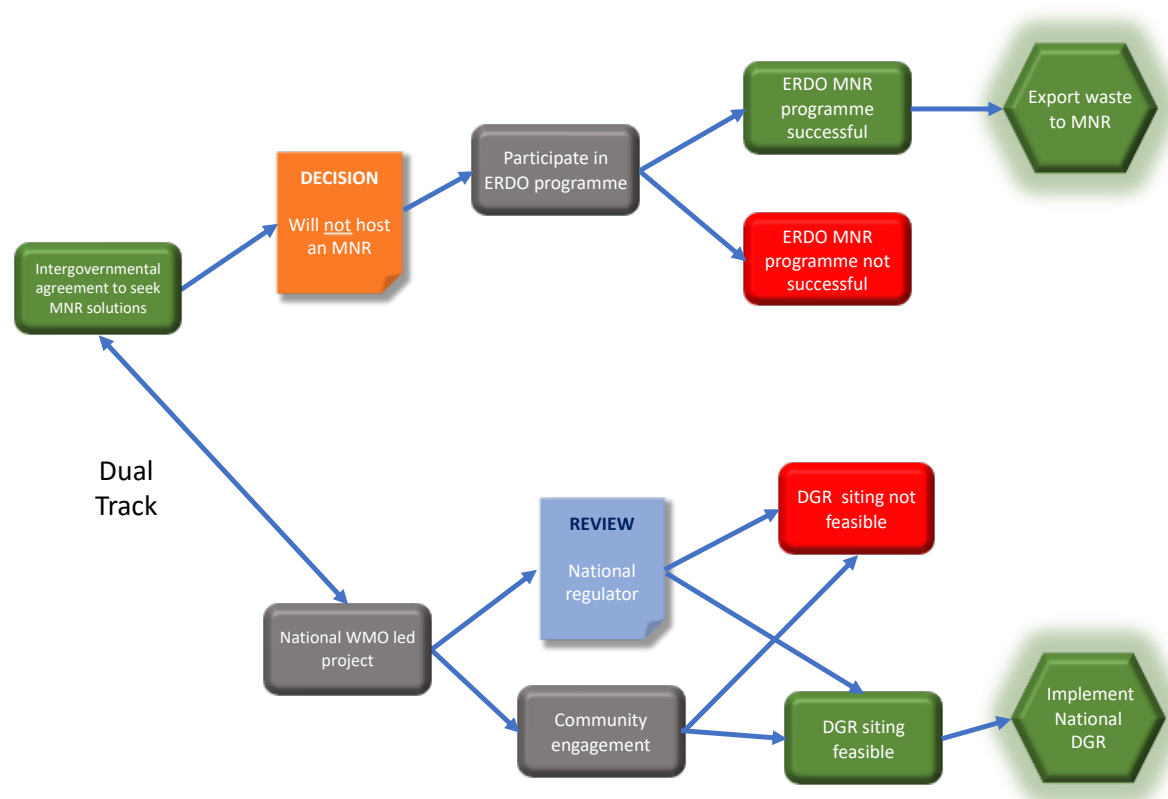 ERDO MNR
programme
successful
Export waste
to MNR
DECISION
Will not host
an MNR
Participate in
ERDO programme
ERDO MNR
programme not
successful
Intergovernmental
agreement to seek
MNR solutions
Dual
Track
DGR  siting not
feasible
REVIEW
National
regulator
National WMO led
project
Community
engagement
DGR siting
feasible
Implement
National
DGR